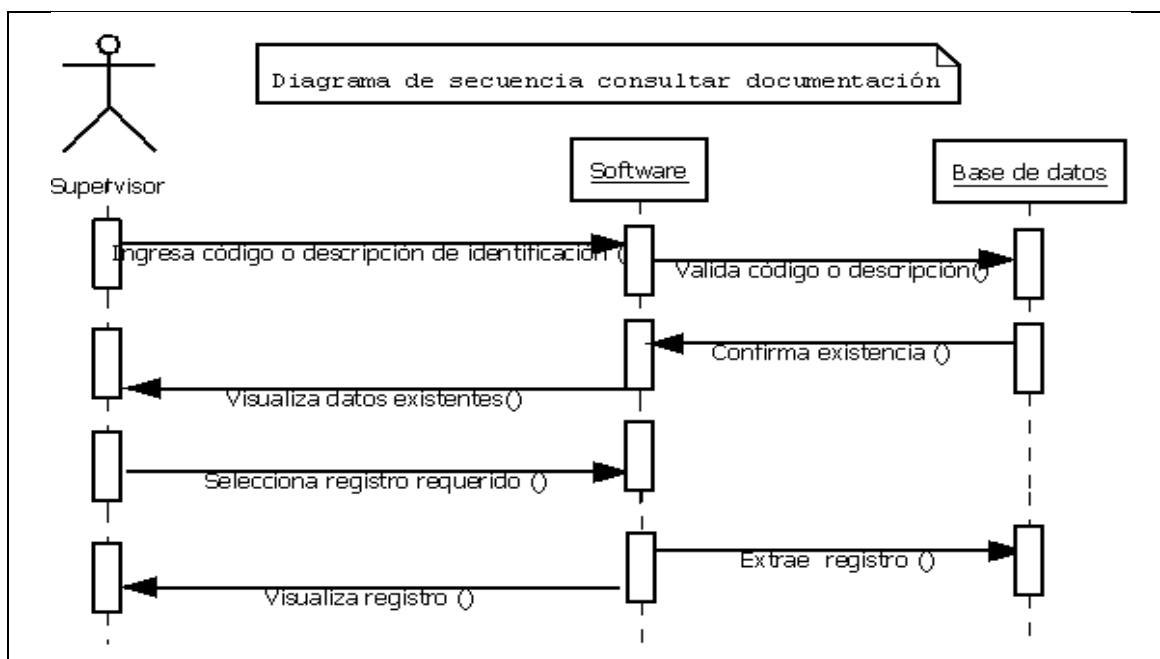 Diagrama de secuencia consultar documentación
Supervisor
Software
Base de datos
Ingresa código o descripción de identificación (
Valida código o descripción()
Confirma existencia ()
Visualiza datos existentes()
Selecciona registro requerido ()
Extrae registro ()
Visualiza registro ()